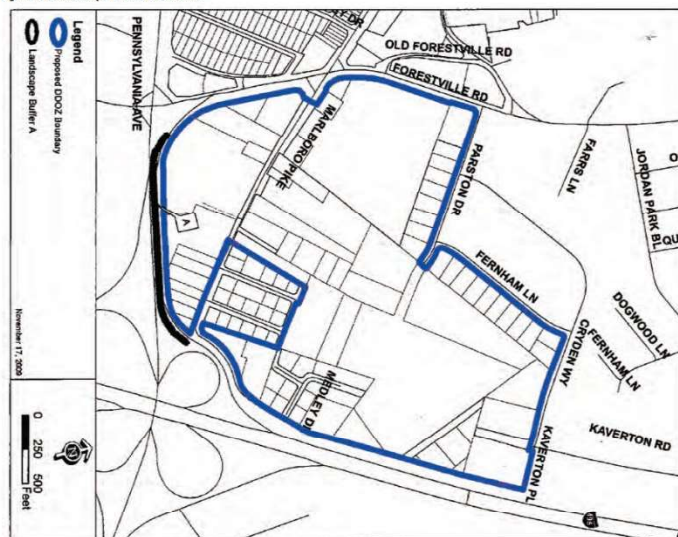 OLD FORESTVILLE RD
FORESTVILLE RD
PENNSYLVANIA AVE
MARLBORO PIKE
PARSTON DR
FARRS LN
JORDAN PARK BL
FERNHAM LN
DOGWOOD LN
FERNHAM LN
CRYDEN WY
KAVERTON RD
KAVERTON PL
MEDLEY DR
A
Legend
Proposed DDOZ Boundary
Landscape Buffer A
November 17, 2009
0 250 500
Feet
N